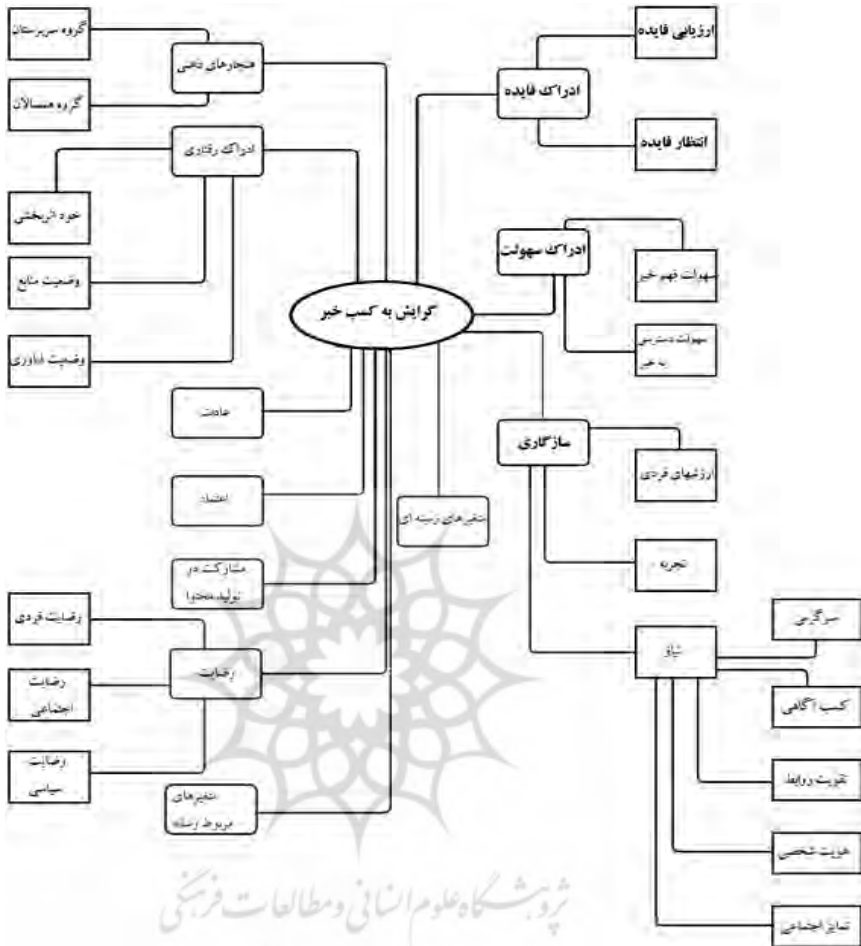 ارزیابی فایده
ادراک فایده
انتظار فایده
ادراک سهولت
سهولت فهم خبر
سهولت دسترسی
به خبر
سازگاری
ارزشهای فردی
تجربه
نیاز
سرگرمی
کسب آگاهی
تقویت روابط
هویت شخصی
تمایز اجتماعی
گرایش به کسب خبر
متغیرهای زمینه ای
گروه سرپرستان
هنجارهای ذهنی
گروه همسالان
ادراک رفتاری
خود اثربخشی
وضعیت منابع
وضعیت فناوری
عادت
اعتماد
مشارکت در
تولید محتوا
رضایت فردی
رضایت
رضایت
اجتماعی
رضایت
سیاسی
متغیرهای
مربوط رسانه
پژوهشگاه علوم انسانی و مطالعات فرهنگی